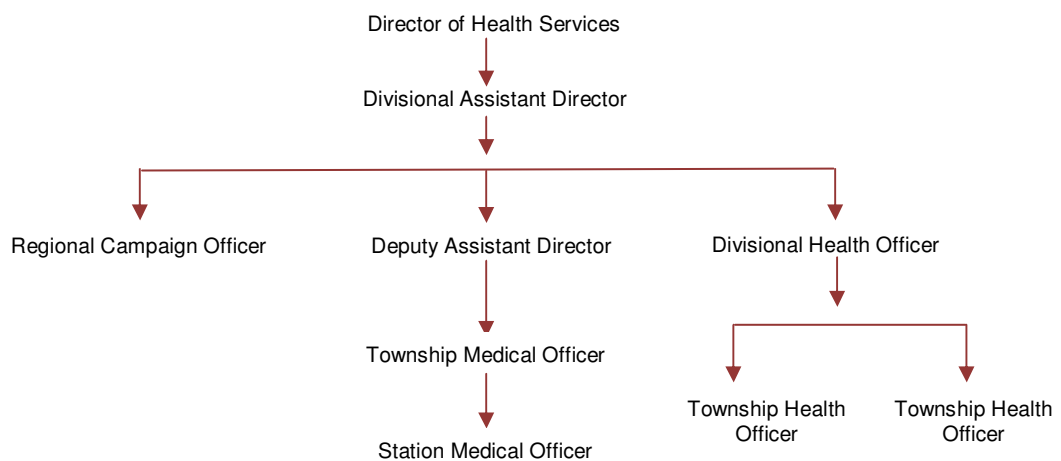 Director of Health Services
Divisional Assistant Director
Regional Campaign Officer
Deputy Assistant Director
Divisional Health Officer
Township Medical Officer
Township Health
Officer
Township Health
Officer
Station Medical Officer